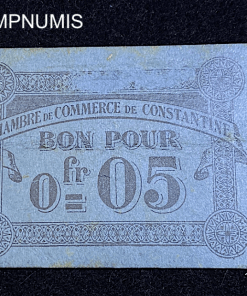 MPNUMIS
CHAMBRE DE COMMERCE DE CONSTANTINE
BON POUR
0fr=05